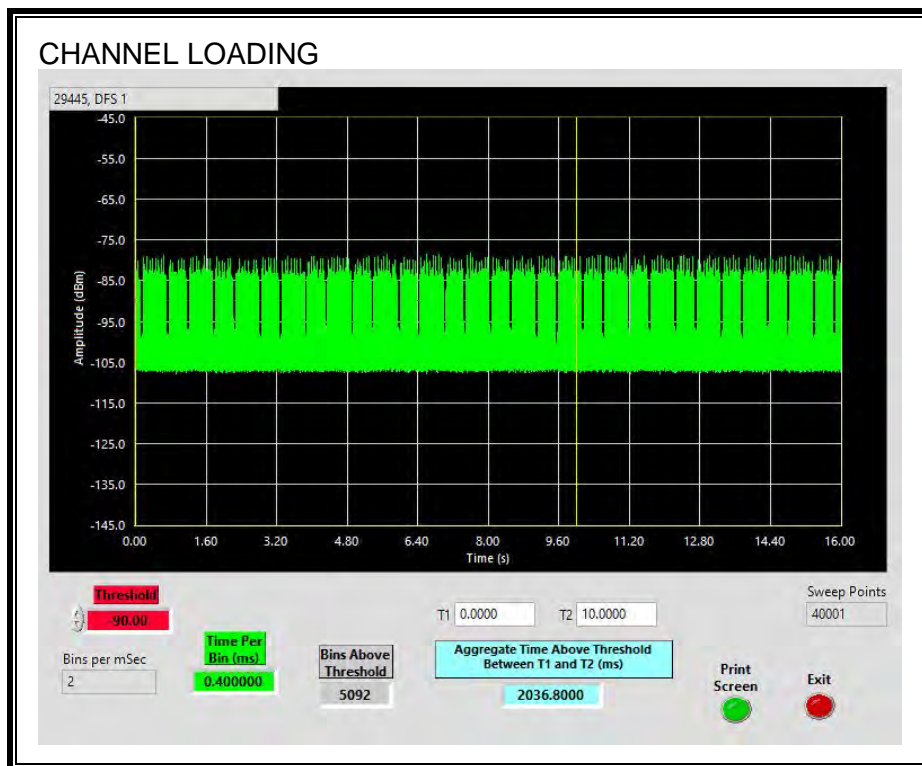 CHANNEL LOADING
29445, DFS 1
-45.0
-55.0
-65.0
-75.0
-85.0
-95.0
-105.0
-115.0
-125.0
-135.0
-145.0
Amplitude (dBm)
0.00 1.60 3.20 4.80 6.40 8.00 9.60 11.20 12.80 14.40 16.00
Time (s)
Threshold
-90.00
Bins per mSec
2
Time Per
Bin (ms)
0.400000
Bins Above
Threshold
5092
T1 0.0000 T2 10.0000
Aggregate Time Above Threshold
Between T1 and T2 (ms)
2036.8000
Sweep Points
40001
Print
Screen
Exit